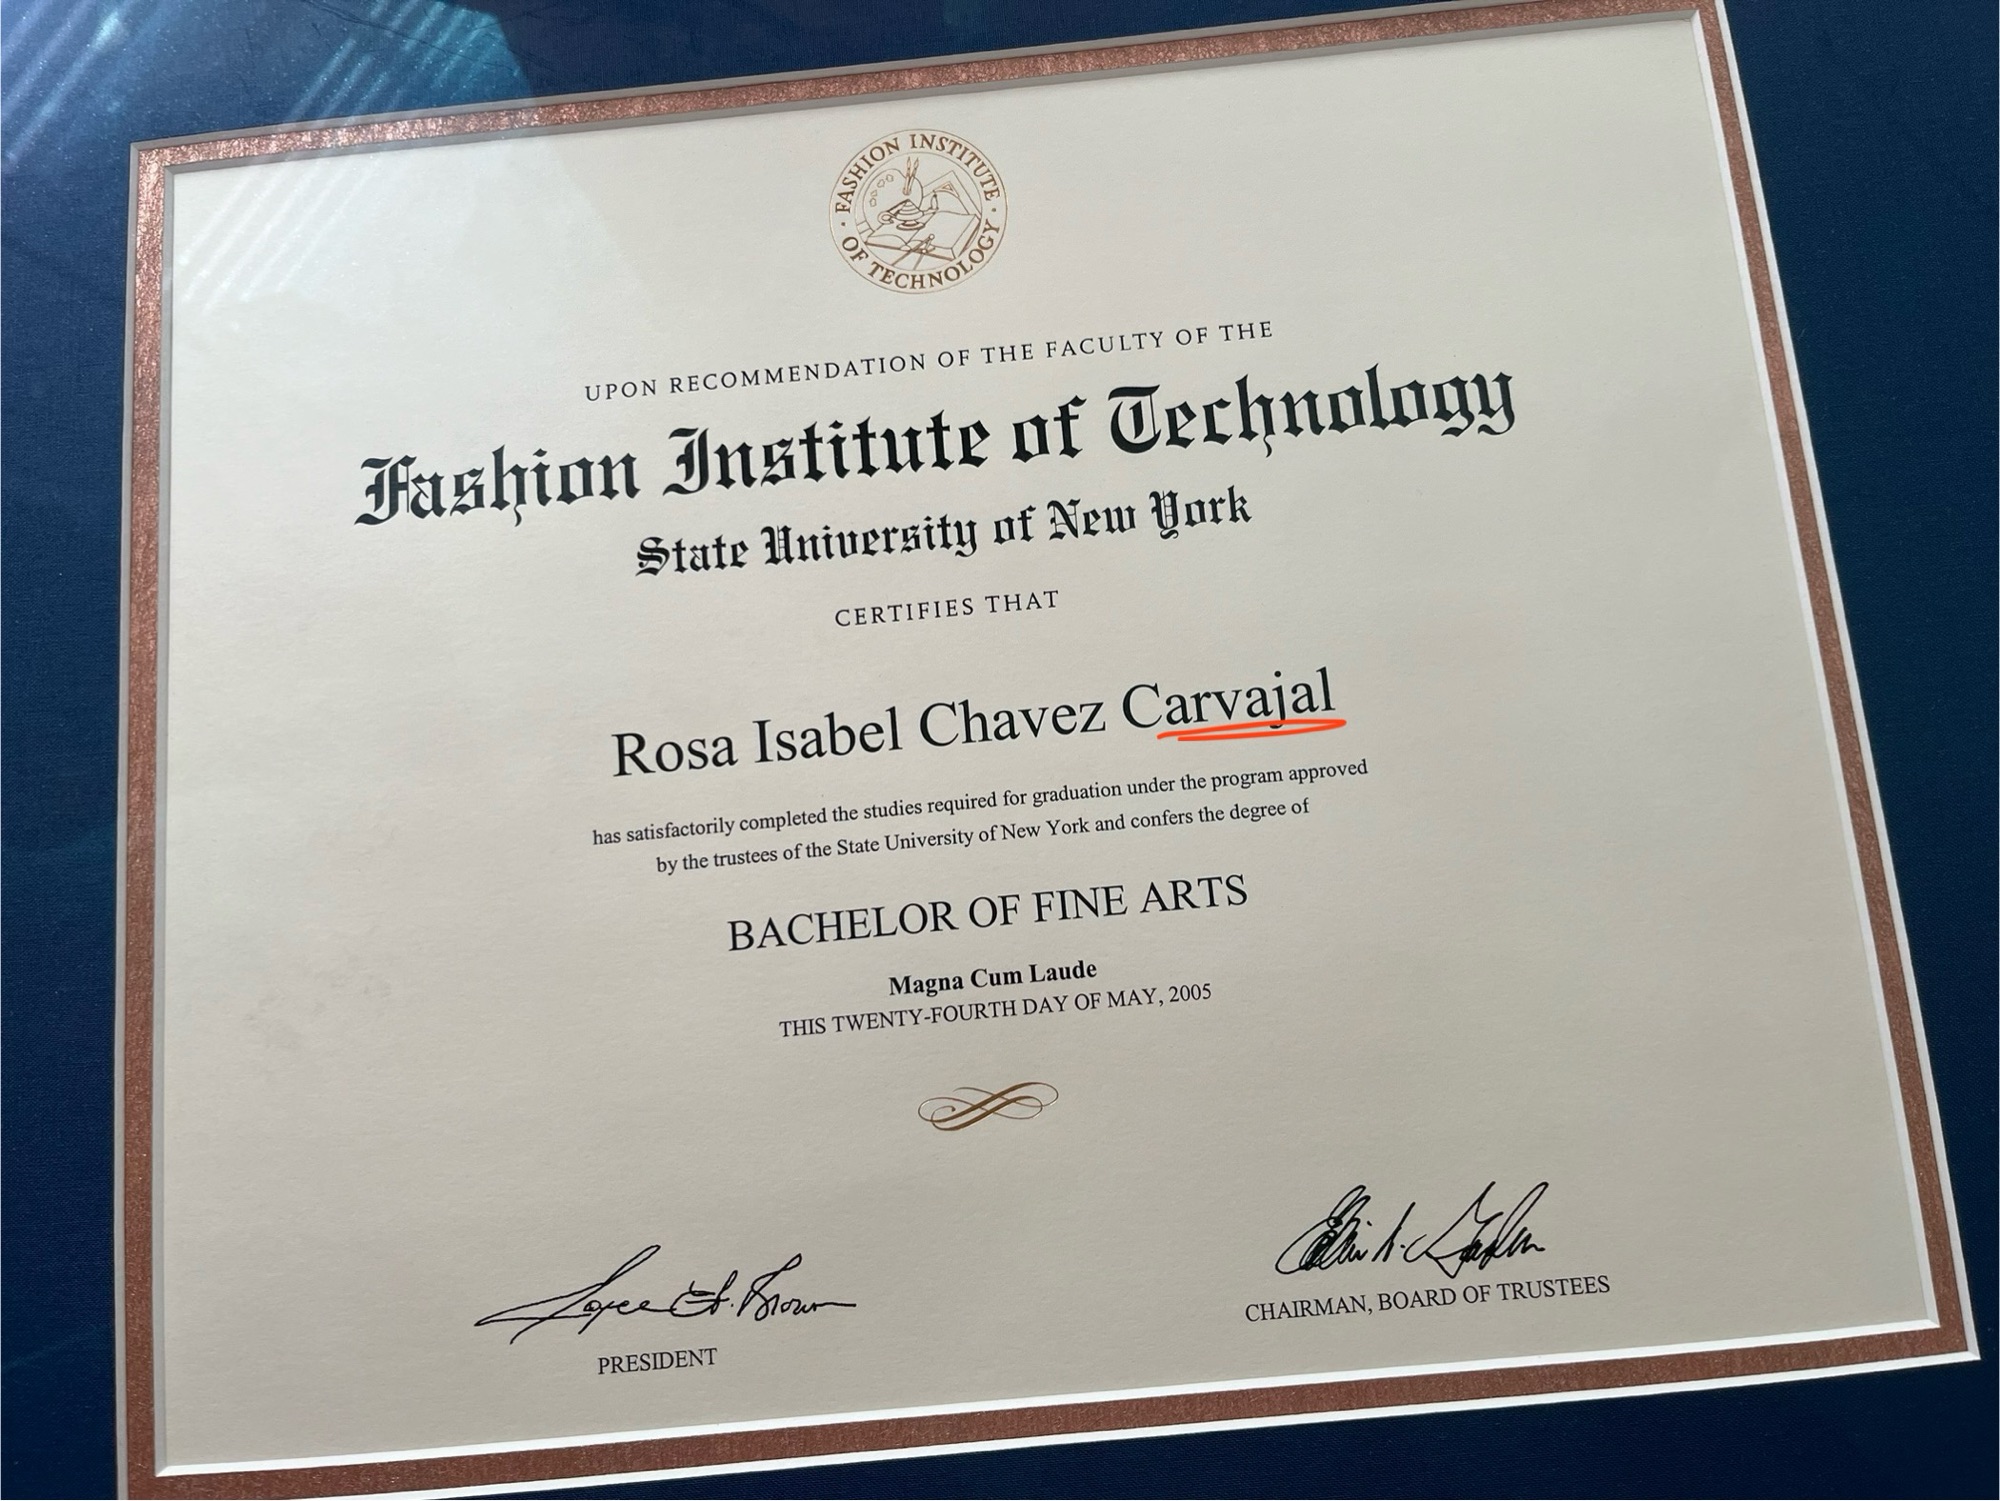 FASHION INSTITUTE
OF TECHNOLOGY
UPON RECOMMENDATION OF THE FACULTY OF THE
Fashion Institute of Technology
State University of New York
CERTIFIES THAT
Rosa Isabel Chavez Carvajal
has satisfactorily completed the studies required for graduation under the program approved
by the trustees of the State University of New York and confers the degree of
BACHELOR OF FINE ARTS
Magna Cum Laude
THIS TWENTY-FOURTH DAY OF MAY, 2005
Joyce F. Brown
PRESIDENT
CHAIRMAN, BOARD OF TRUSTEES